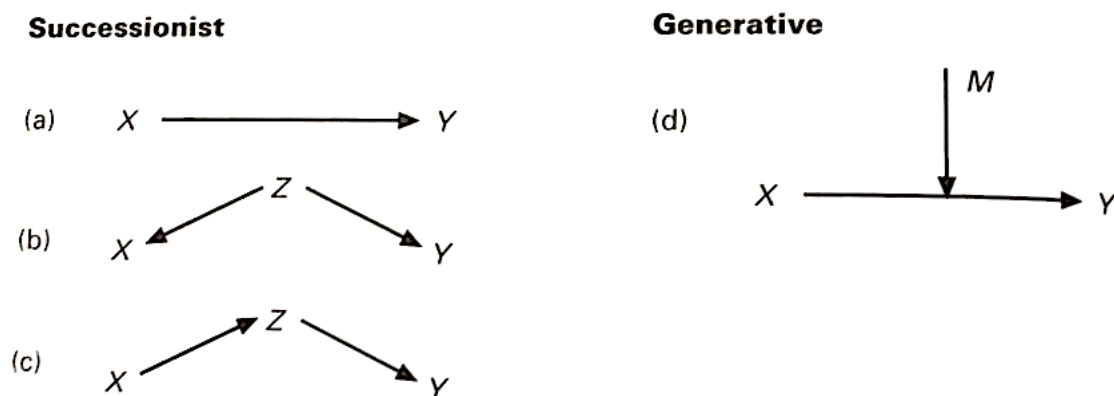 Successionist
(a) X Y
Z
(b) X Y
Z
(c) X Y
Generative
M
(d)
X Y